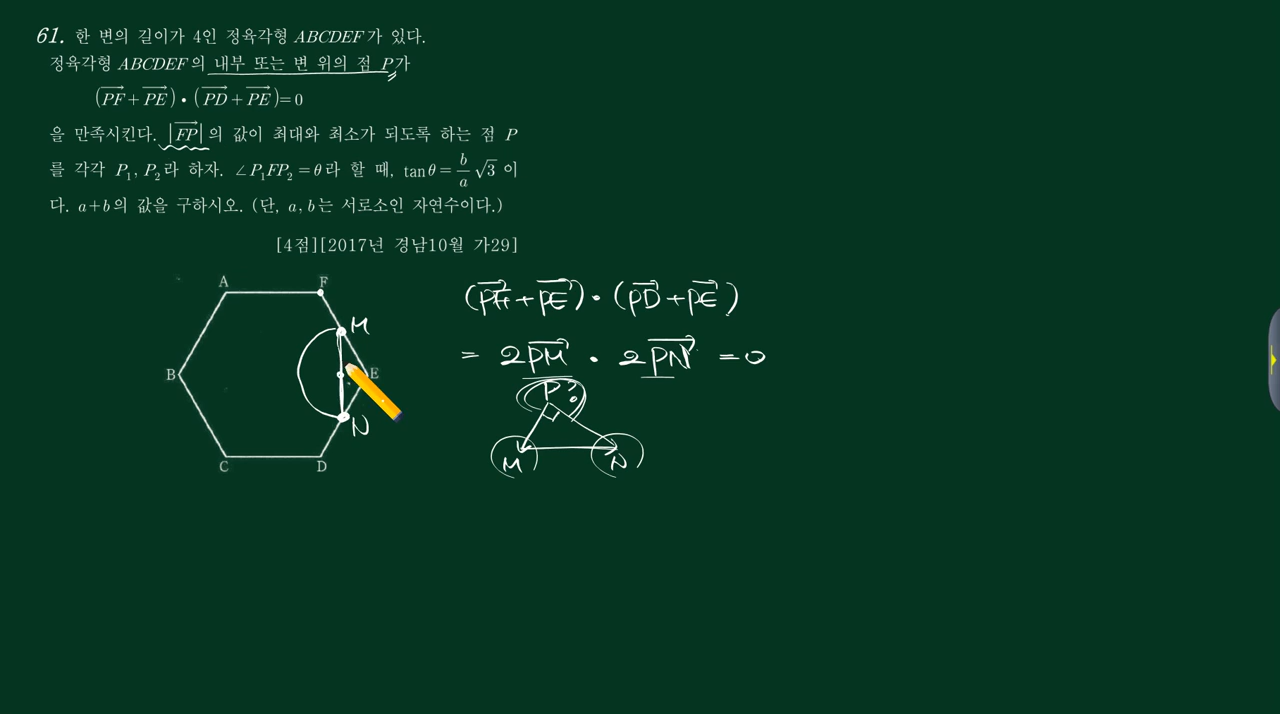 61. 한 변의 길이가 4인 정육각형 ABCDEF가 있다.
정육각형 ABCDEF의 내부 또는 변 위의 점 P가
(PF→ + PE→) • (PD→ + PE→) = 0
을 만족시킨다. |FP→|의 값이 최대와 최소가 되도록 하는 점 P
를 각각 P₁, P₂라 하자. ∠P₁FP₂ = θ라 할 때, tanθ = b/a √3 이
다. a+b의 값을 구하시오. (단, a, b는 서로소인 자연수이다.)
[4점][2017년 경남10월 가29]
A F
M
B E
N
C D
(PF→ + PE→) • (PD→ + PE→)
= 2PM→ • 2PN→ = 0
P?
M N